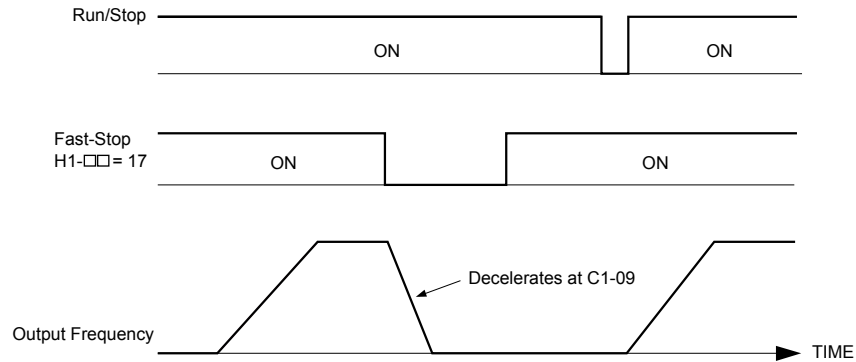 Run/Stop
ON
ON
Fast-Stop
H1-□□= 17
ON
ON
Decelerates at C1-09
Output Frequency
TIME